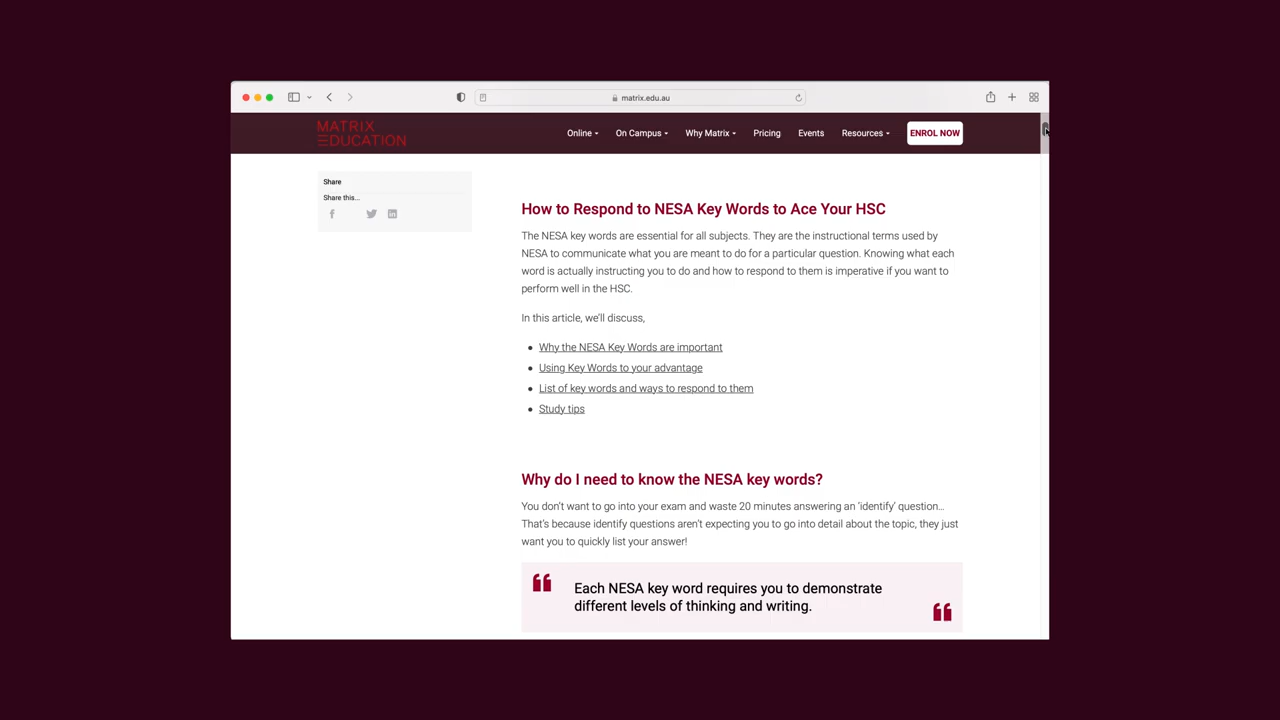 matrix.edu.au
MATRIX
EDUCATION
Online
On Campus
Why Matrix
Pricing
Events
Resources
ENROL NOW
Share
Share this...
How to Respond to NESA Key Words to Ace Your HSC
The NESA key words are essential for all subjects. They are the instructional terms used by
NESA to communicate what you are meant to do for a particular question. Knowing what each
word is actually instructing you to do and how to respond to them is imperative if you want to
perform well in the HSC.
In this article, we'll discuss,
Why the NESA Key Words are important
Using Key Words to your advantage
List of key words and ways to respond to them
Study tips
Why do I need to know the NESA key words?
You don't want to go into your exam and waste 20 minutes answering an 'identify' question...
That's because identify questions aren't expecting you to go into detail about the topic, they just
want you to quickly list your answer!
Each NESA key word requires you to demonstrate
different levels of thinking and writing.